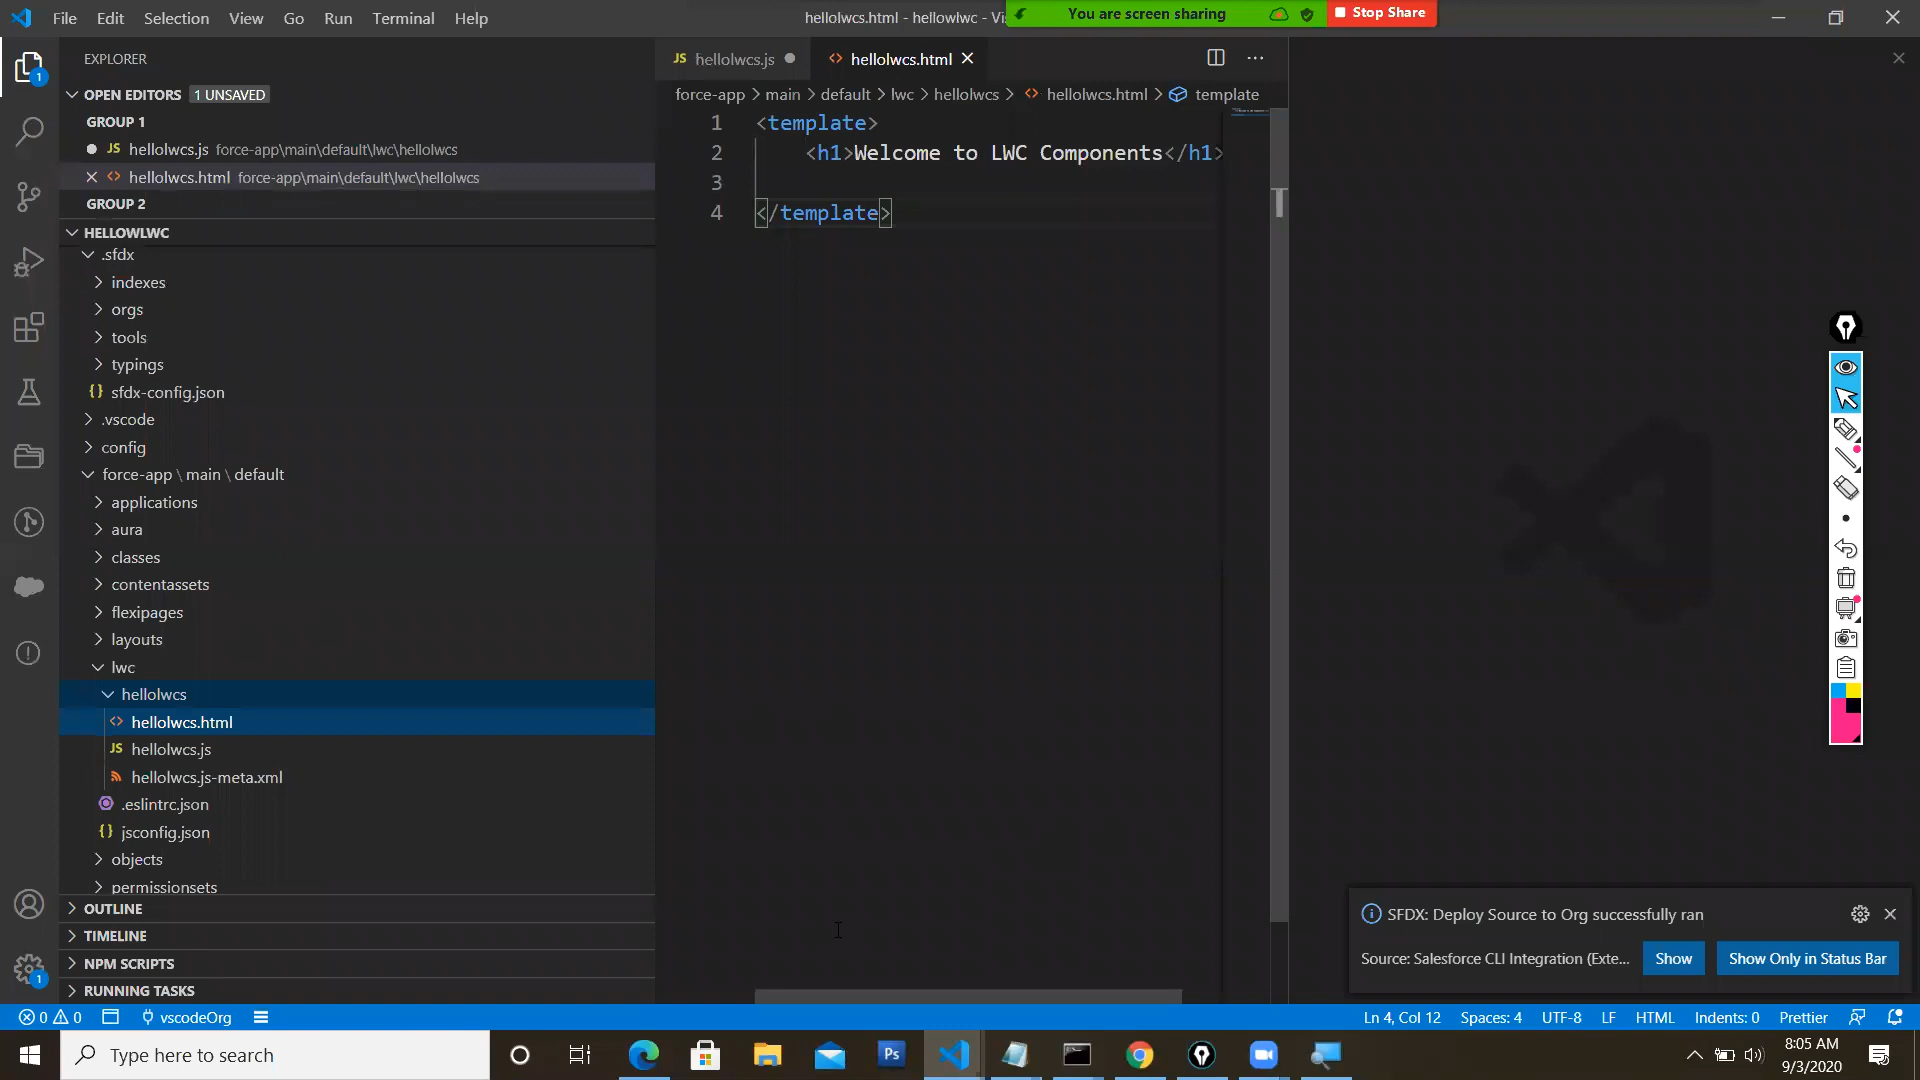 File Edit Selection View Go Run Terminal Help
hellolwcs.html - hellowlwc - Vi
You are screen sharing
Stop Share
EXPLORER
OPEN EDITORS 1 UNSAVED
GROUP 1
JS hellolwcs.js force-app\main\default\lwc\hellolwcs
hellolwcs.html force-app\main\default\lwc\hellolwcs
GROUP 2
HELLOWLWC
.sfdx
indexes
orgs
tools
typings
{} sfdx-config.json
.vscode
config
force-app \ main \ default
applications
aura
classes
contentassets
flexipages
layouts
lwc
hellolwcs
hellolwcs.html
JS hellolwcs.js
hellolwcs.js-meta.xml
.eslintrc.json
{} jsconfig.json
objects
permissionsets
OUTLINE
TIMELINE
NPM SCRIPTS
RUNNING TASKS
JS hellolwcs.js
hellolwcs.html
force-app > main > default > lwc > hellolwcs > hellolwcs.html > template
1 <template>
2 <h1>Welcome to LWC Components</h1>
3
4 </template>
SFDX: Deploy Source to Org successfully ran
Source: Salesforce CLI Integration (Exte...
Show
Show Only in Status Bar
0 0 vscodeOrg
Ln 4, Col 12 Spaces: 4 UTF-8 LF HTML Indents: 0 Prettier
Type here to search
Ps
8:05 AM
9/3/2020
1
1